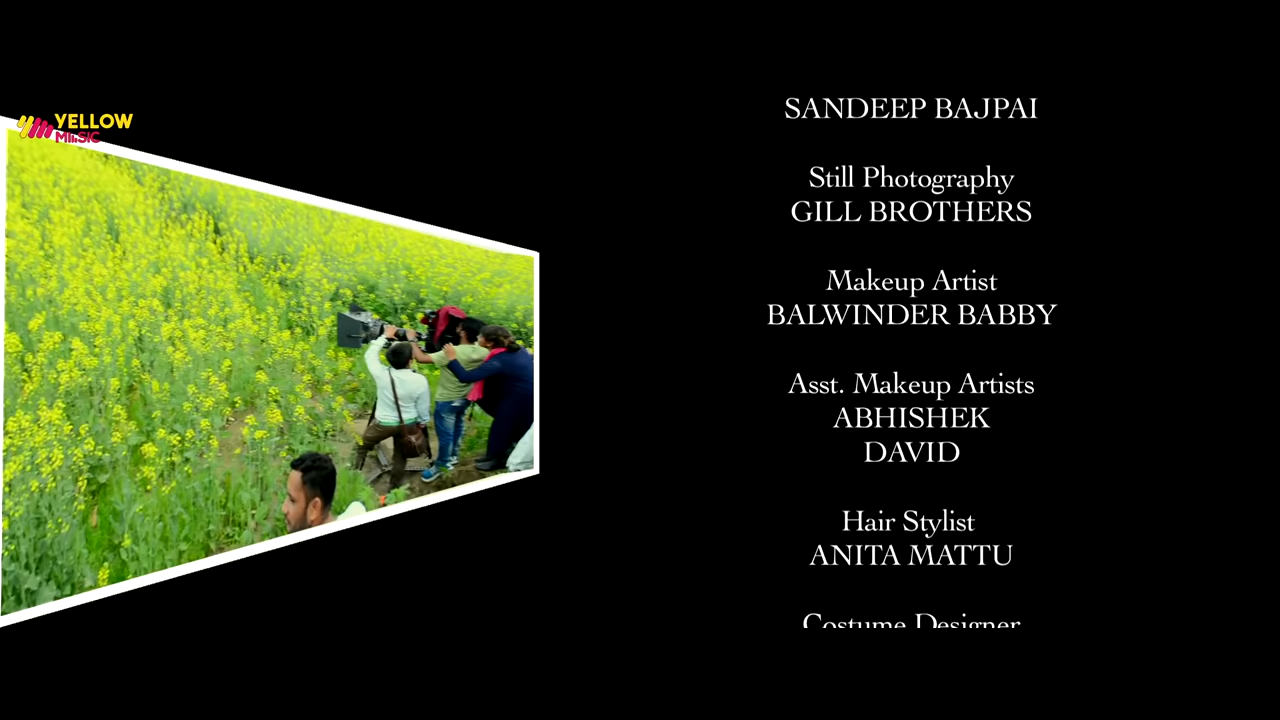 YELLOW
MUSIC
SANDEEP BAJPAI
Still Photography
GILL BROTHERS
Makeup Artist
BALWINDER BABBY
Asst. Makeup Artists
ABHISHEK
DAVID
Hair Stylist
ANITA MATTU
Costume Designer